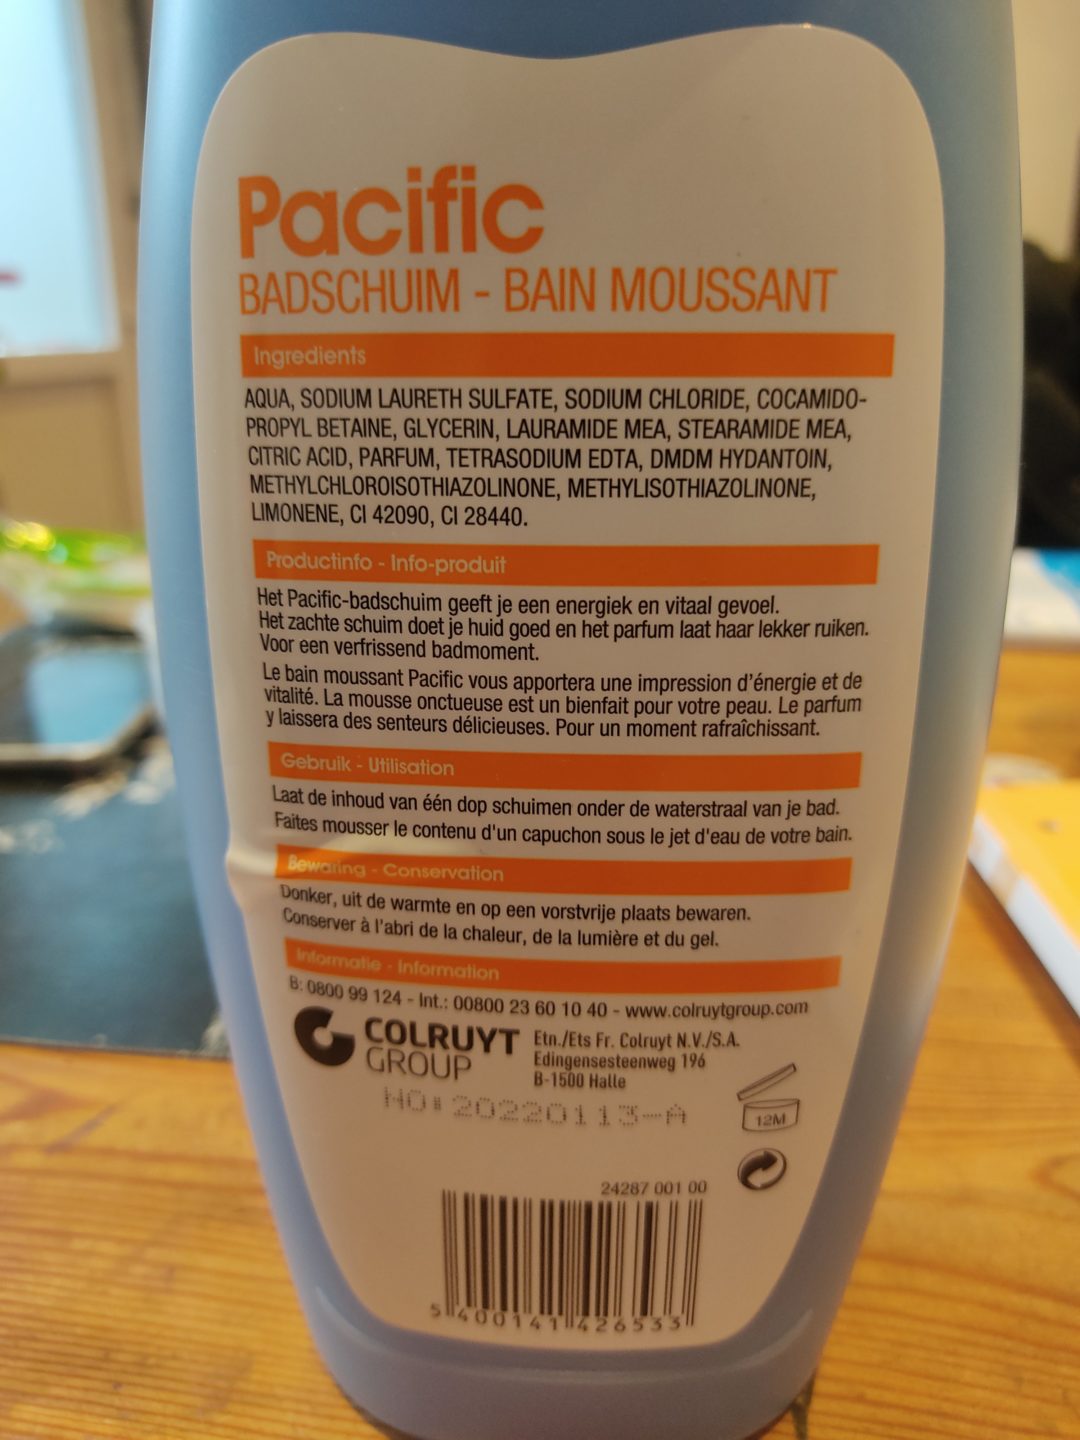 Pacific
BADSCHUIM - BAIN MOUSSANT
Ingredients
AQUA, SODIUM LAURETH SULFATE, SODIUM CHLORIDE, COCAMIDO-
PROPYL BETAINE, GLYCERIN, LAURAMIDE MEA, STEARAMIDE MEA,
CITRIC ACID, PARFUM, TETRASODIUM EDTA, DMDM HYDANTOIN,
METHYLCHLOROISOTHIAZOLINONE, METHYLISOTHIAZOLINONE,
LIMONENE, CI 42090, CI 28440.
Productinfo - Info-produit
Het Pacific-badschuim geeft je een energiek en vitaal gevoel.
Het zachte schuim doet je huid goed en het parfum laat haar lekker ruiken.
Voor een verfrissend badmoment.
Le bain moussant Pacific vous apportera une impression d'énergie et de
vitalité. La mousse onctueuse est un bienfait pour votre peau. Le parfum
y laissera des senteurs délicieuses. Pour un moment rafraîchissant.
Gebruik - Utilisation
Laat de inhoud van één dop schuimen onder de waterstraal van je bad.
Faites mousser le contenu d'un capuchon sous le jet d'eau de votre bain.
Bewaring - Conservation
Donker, uit de warmte en op een vorstvrije plaats bewaren.
Conserver à l'abri de la chaleur, de la lumière et du gel.
Informatie - Information
B: 0800 99 124 - Int.: 00800 23 60 10 40 - www.colruytgroup.com
COLRUYT
GROUP
Etn./Ets Fr. Colruyt N.V./S.A.
Edingensesteenweg 196
B-1500 Halle
HO: 20220113-A
12M
24287 001 00
5 400141 426533